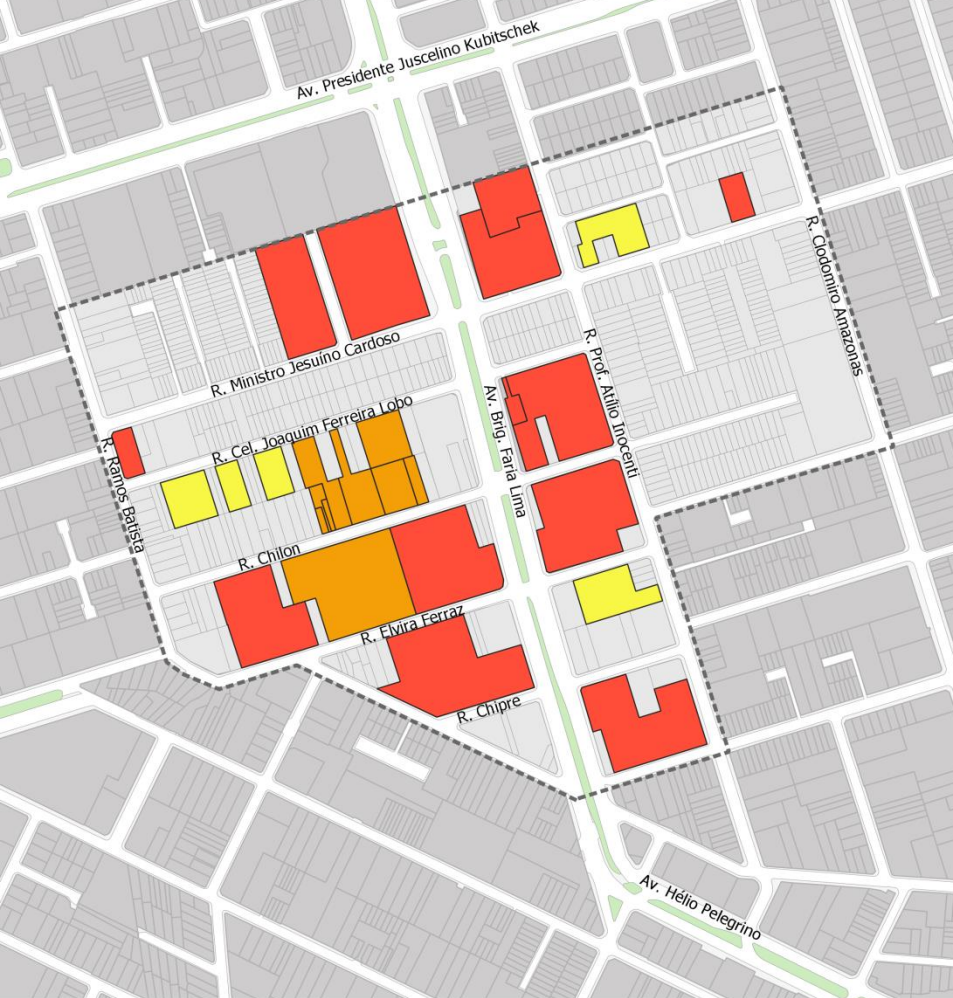 Av. Presidente Juscelino Kubitschek
R. Clodomiro Amazonas
R. Ministro Jesuíno Cardoso
R. Prof. Atílio Inocenti
Av. Brig. Faria Lima
R. Cel. Joaquim Ferreira Lobo
R. Ramos Batista
R. Chilon
R. Elvira Ferraz
R. Chipre
Av. Hélio Pelegrino